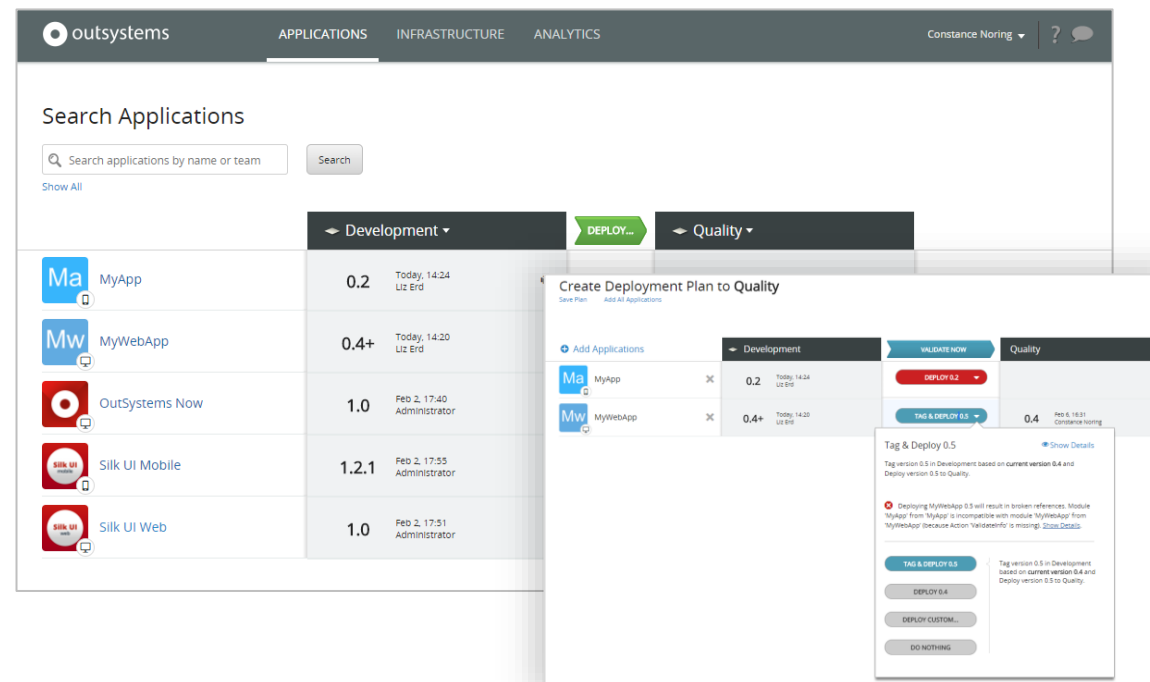 outsystems
APPLICATIONS INFRASTRUCTURE ANALYTICS
Constance Noring
?
Search Applications
Search applications by name or team
Search
Show All
Development
DEPLOY...
Quality
Ma
MyApp
0.2
Today, 14:24
Liz Erd
Mw
MyWebApp
0.4+
Today, 14:20
Liz Erd
OutSystems Now
1.0
Feb 2, 17:40
Administrator
Silk UI
mobile
Silk UI Mobile
1.2.1
Feb 2, 17:55
Administrator
Silk UI
web
Silk UI Web
1.0
Feb 2, 17:51
Administrator
Create Deployment Plan to Quality
Save Plan Add All Applications
Add Applications
Development
VALIDATE NOW
Quality
Ma
MyApp
0.2
Today, 14:24
Liz Erd
DEPLOY 0.2
Mw
MyWebApp
0.4+
Today, 14:20
Liz Erd
TAG & DEPLOY 0.5
0.4
Feb 6, 16:31
Constance Noring
Tag & Deploy 0.5
Show Details
Tag version 0.5 in Development based on current version 0.4 and
Deploy version 0.5 to Quality.
Deploying MyWebApp 0.5 will result in broken references. Module
'MyApp' from 'MyApp' is incompatible with module 'MyWebApp' from
'MyWebApp' (because Action 'ValidateInfo' is missing). Show Details.
TAG & DEPLOY 0.5
Tag version 0.5 in Development
based on current version 0.4 and
Deploy version 0.5 to Quality.
DEPLOY 0.4
DEPLOY CUSTOM...
DO NOTHING